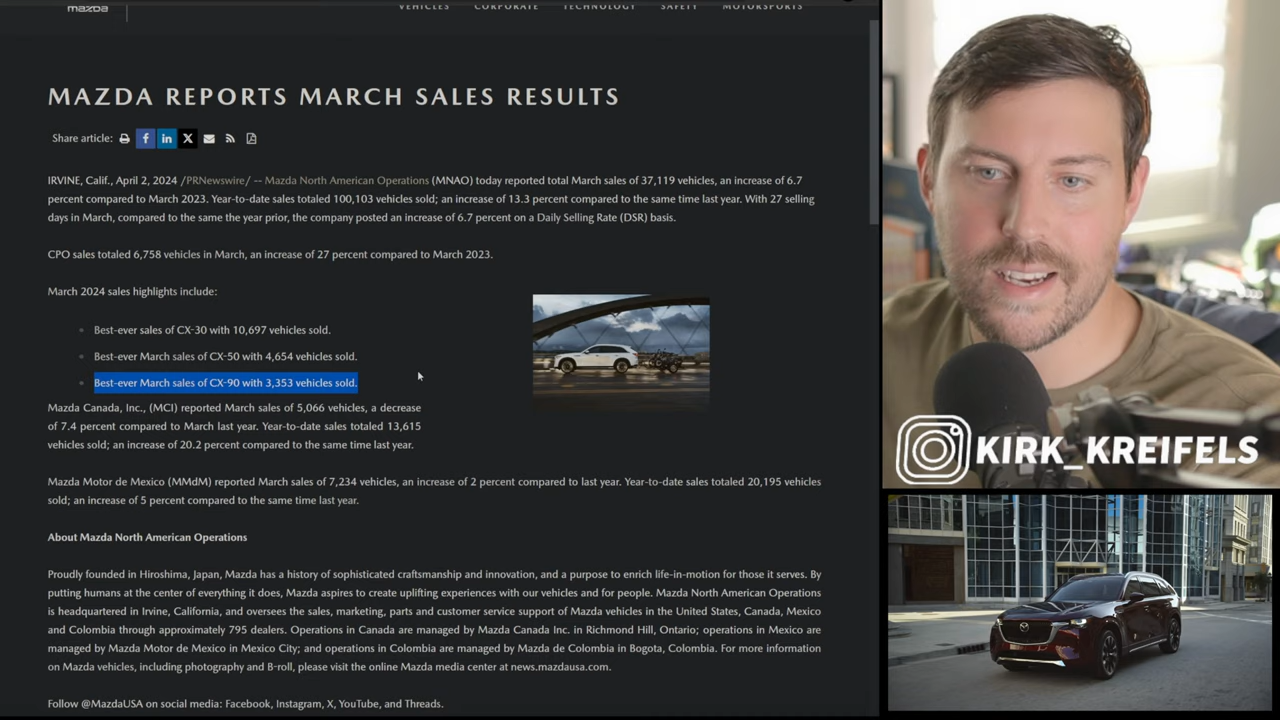 mazda
VEHICLES CORPORATE TECHNOLOGY SAFETY MOTORSPORTS
MAZDA REPORTS MARCH SALES RESULTS
Share article:
IRVINE, Calif., April 2, 2024 /PRNewswire/ -- Mazda North American Operations (MNAO) today reported total March sales of 37,119 vehicles, an increase of 6.7
percent compared to March 2023. Year-to-date sales totaled 100,103 vehicles sold; an increase of 13.3 percent compared to the same time last year. With 27 selling
days in March, compared to the same the year prior, the company posted an increase of 6.7 percent on a Daily Selling Rate (DSR) basis.
CPO sales totaled 6,758 vehicles in March, an increase of 27 percent compared to March 2023.
March 2024 sales highlights include:
Best-ever sales of CX-30 with 10,697 vehicles sold.
Best-ever March sales of CX-50 with 4,654 vehicles sold.
Best-ever March sales of CX-90 with 3,353 vehicles sold.
Mazda Canada, Inc., (MCI) reported March sales of 5,066 vehicles, a decrease
of 7.4 percent compared to March last year. Year-to-date sales totaled 13,615
vehicles sold; an increase of 20.2 percent compared to the same time last year.
Mazda Motor de Mexico (MMdM) reported March sales of 7,234 vehicles, an increase of 2 percent compared to last year. Year-to-date sales totaled 20,195 vehicles
sold; an increase of 5 percent compared to the same time last year.
About Mazda North American Operations
Proudly founded in Hiroshima, Japan, Mazda has a history of sophisticated craftsmanship and innovation, and a purpose to enrich life-in-motion for those it serves. By
putting humans at the center of everything it does, Mazda aspires to create uplifting experiences with our vehicles and for people. Mazda North American Operations
is headquartered in Irvine, California, and oversees the sales, marketing, parts and customer service support of Mazda vehicles in the United States, Canada, Mexico
and Colombia through approximately 795 dealers. Operations in Canada are managed by Mazda Canada Inc. in Richmond Hill, Ontario; operations in Mexico are
managed by Mazda Motor de Mexico in Mexico City; and operations in Colombia are managed by Mazda de Colombia in Bogota, Colombia. For more information
on Mazda vehicles, including photography and B-roll, please visit the online Mazda media center at news.mazdausa.com.
Follow @MazdaUSA on social media: Facebook, Instagram, X, YouTube, and Threads.
KIRK_KREIFELS